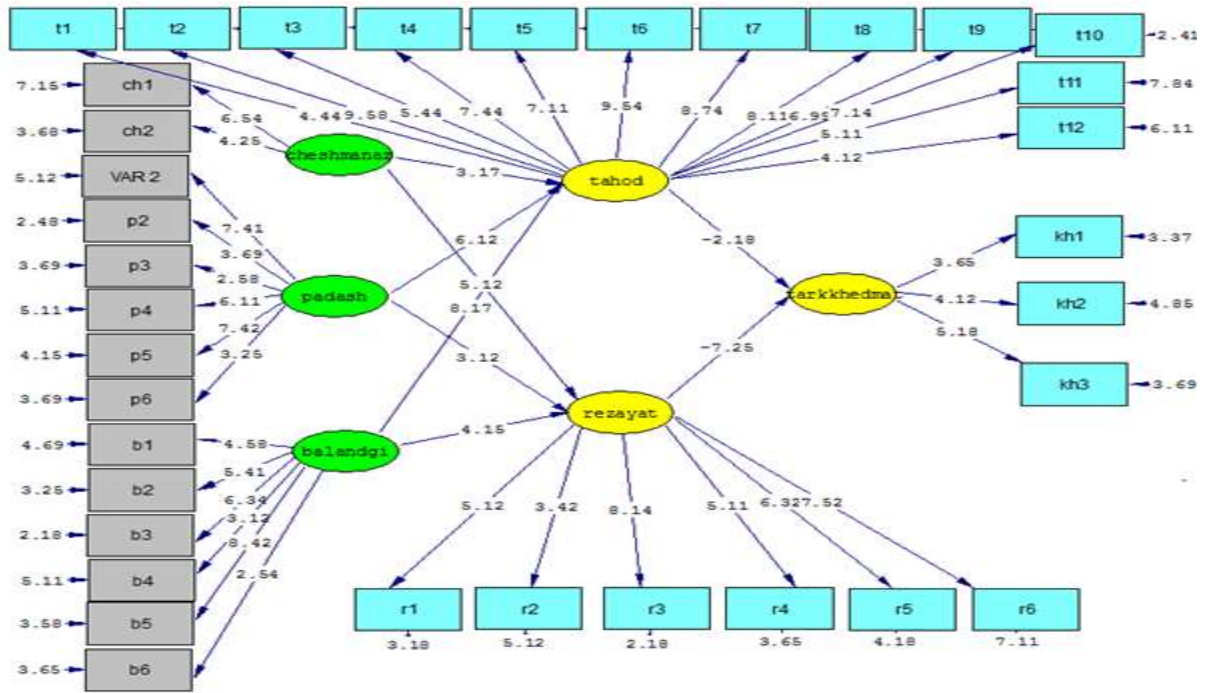 t1 t2 t3 t4 t5 t6 t7 t8 t9 t10 2.41
7.15 ch1
3.68 ch2
5.12 VAR 2
2.48 p2
3.69 p3
5.11 p4
4.15 p5
3.69 p6
4.69 b1
3.25 b2
2.18 b3
5.11 b4
3.58 b5
3.65 b6
t11 7.84
t12 6.11
4.44 9.58 5.44 7.44 7.11 9.54 8.74 8.11 6.99 7.14
5.11
4.12
6.54
4.25
cheshmanaz
3.17
tahod
7.41
3.69
2.58
6.11
7.42
3.25
padash
6.12
5.12
8.17
3.12
-2.18
tarkkhedmat
-7.25
3.65
4.12
5.18
kh1 3.37
kh2 4.85
kh3 3.69
balandgi
4.15
rezayat
4.58
5.41
6.34
3.12
8.42
2.54
5.12 3.42 8.14 5.11 6.32 7.52
r1 r2 r3 r4 r5 r6
3.18 5.12 2.18 3.65 4.18 7.11